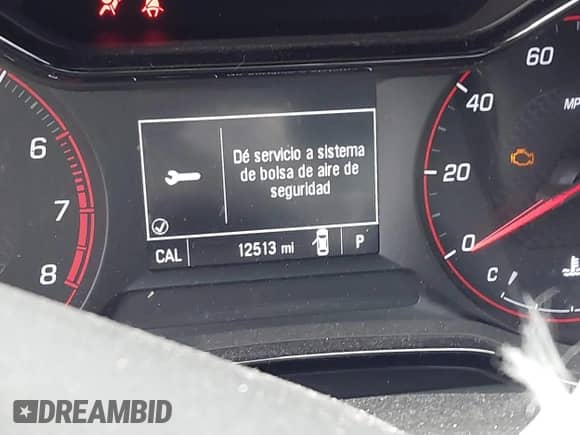 60
40
MP
20
0
C
6
7
8
Dé servicio a sistema
de bolsa de aire de
seguridad
CAL
12513 mi
P
DREAMBID